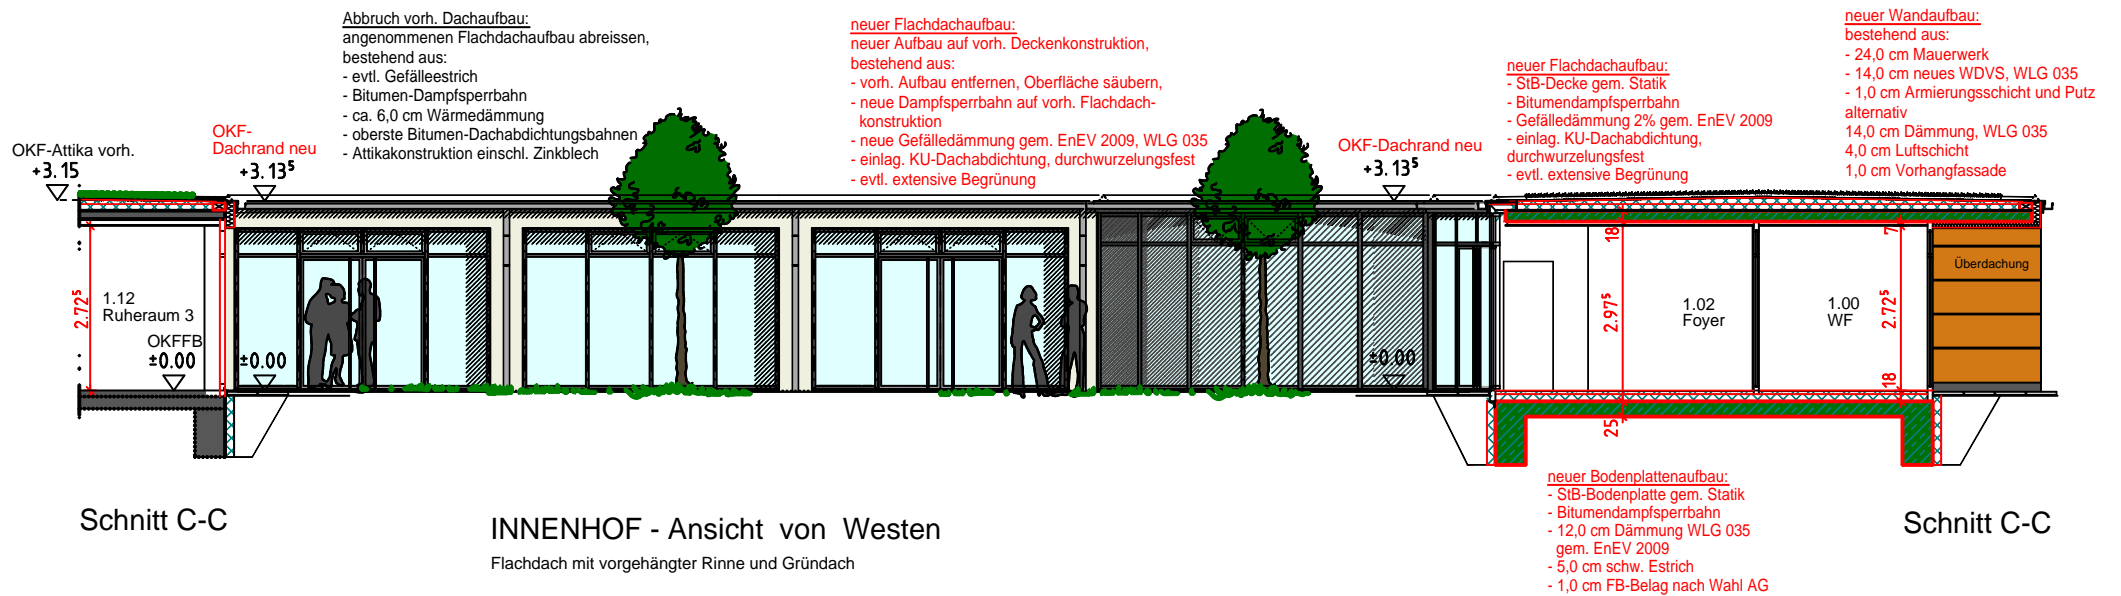 Abbruch vorh. Dachaufbau:
angenommenen Flachdachaufbau abreissen,
bestehend aus:
- evtl. Gefälleestrich
- Bitumen-Dampfsperrbahn
- ca. 6,0 cm Wärmedämmung
- oberste Bitumen-Dachabdichtungsbahnen
- Attikakonstruktion einschl. Zinkblech
neuer Flachdachaufbau:
neuer Aufbau auf vorh. Deckenkonstruktion,
bestehend aus:
- vorh. Aufbau entfernen, Oberfläche säubern,
- neue Dampfsperrbahn auf vorh. Flachdach-
konstruktion
- neue Gefälledämmung gem. EnEV 2009, WLG 035
- einlag. KU-Dachabdichtung, durchwurzelungsfest
- evtl. extensive Begrünung
neuer Flachdachaufbau:
- StB-Decke gem. Statik
- Bitumendampfsperrbahn
- Gefälledämmung 2% gem. EnEV 2009
- einlag. KU-Dachabdichtung,
durchwurzelungsfest
- evtl. extensive Begrünung
neuer Wandaufbau:
bestehend aus:
- 24,0 cm Mauerwerk
- 14,0 cm neues WDVS, WLG 035
- 1,0 cm Armierungsschicht und Putz
alternativ
14,0 cm Dämmung, WLG 035
4,0 cm Luftschicht
1,0 cm Vorhangfassade
OKF-Attika vorh.
+3.15
OKF-
Dachrand neu
+3.13⁵
OKF-Dachrand neu
+3.13⁵
2.72⁵
1.12
Ruheraum 3
OKFFB
±0.00
±0.00
±0.00
18
2.97⁵
25
1.02
Foyer
1.00
WF
7
2.72⁵
18
Überdachung
neuer Bodenplattenaufbau:
- StB-Bodenplatte gem. Statik
- Bitumendampfsperrbahn
- 12,0 cm Dämmung WLG 035
gem. EnEV 2009
- 5,0 cm schw. Estrich
- 1,0 cm FB-Belag nach Wahl AG
Schnitt C-C
INNENHOF - Ansicht von Westen
Flachdach mit vorgehängter Rinne und Gründach
Schnitt C-C